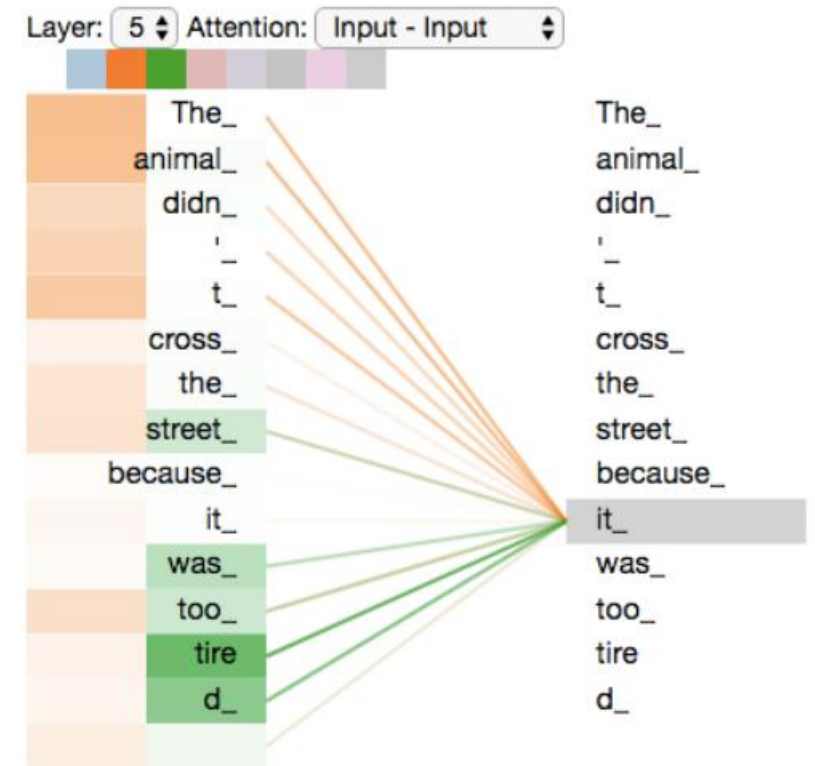 Layer: 5 Attention: Input - Input
The_ The_
animal_ animal_
didn_ didn_
'_ '_
t_ t_
cross_ cross_
the_ the_
street_ street_
because_ because_
it_ it_
was_ was_
too_ too_
tire tire
d_ d_